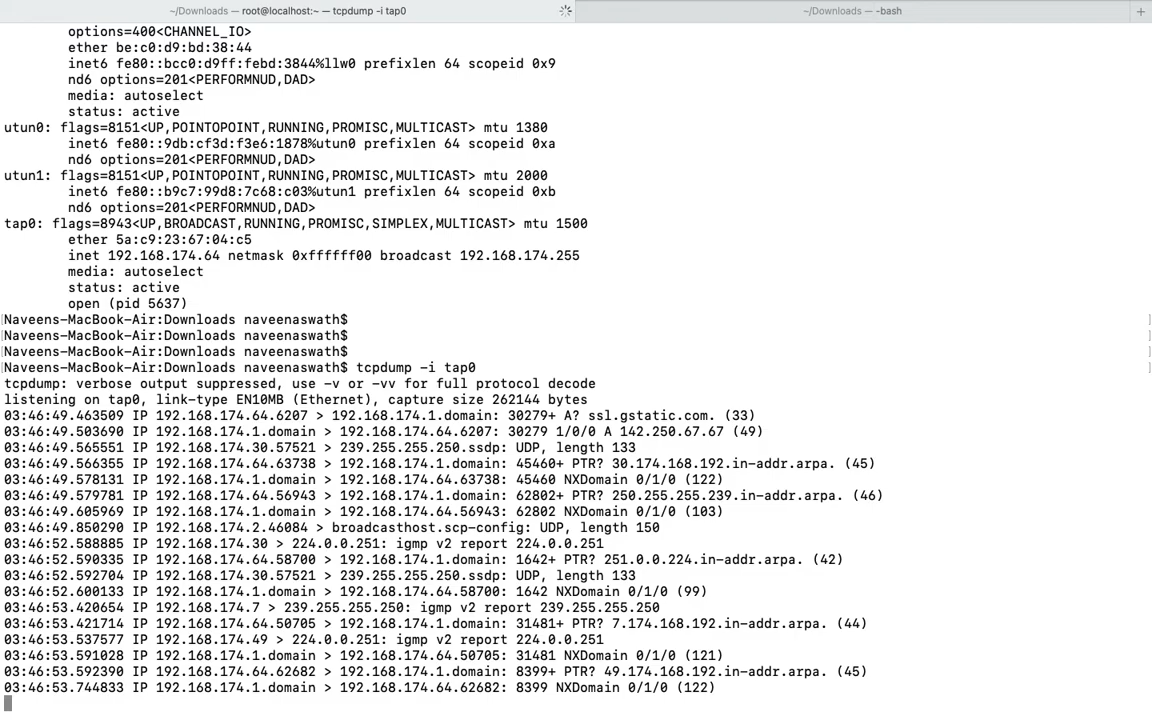 ~/Downloads — root@localhost:~ — tcpdump -i tap0
~/Downloads — -bash
+
options=400<CHANNEL_IO>
ether be:c0:d9:bd:38:44
inet6 fe80::bcc0:d9ff:febd:3844%llw0 prefixlen 64 scopeid 0x9
nd6 options=201<PERFORMNUD,DAD>
media: autoselect
status: active
utun0: flags=8151<UP,POINTOPOINT,RUNNING,PROMISC,MULTICAST> mtu 1380
inet6 fe80::9db:cf3d:f3e6:1878%utun0 prefixlen 64 scopeid 0xa
nd6 options=201<PERFORMNUD,DAD>
utun1: flags=8151<UP,POINTOPOINT,RUNNING,PROMISC,MULTICAST> mtu 2000
inet6 fe80::b9c7:99d8:7c68:c03%utun1 prefixlen 64 scopeid 0xb
nd6 options=201<PERFORMNUD,DAD>
tap0: flags=8943<UP,BROADCAST,RUNNING,PROMISC,SIMPLEX,MULTICAST> mtu 1500
ether 5a:c9:23:67:04:c5
inet 192.168.174.64 netmask 0xffffff00 broadcast 192.168.174.255
media: autoselect
status: active
open (pid 5637)
[Naveens-MacBook-Air:Downloads naveenaswath$ ]
[Naveens-MacBook-Air:Downloads naveenaswath$ ]
[Naveens-MacBook-Air:Downloads naveenaswath$ ]
[Naveens-MacBook-Air:Downloads naveenaswath$ tcpdump -i tap0 ]
tcpdump: verbose output suppressed, use -v or -vv for full protocol decode
listening on tap0, link-type EN10MB (Ethernet), capture size 262144 bytes
03:46:49.463509 IP 192.168.174.64.6207 > 192.168.174.1.domain: 30279+ A? ssl.gstatic.com. (33)
03:46:49.503690 IP 192.168.174.1.domain > 192.168.174.64.6207: 30279 1/0/0 A 142.250.67.67 (49)
03:46:49.565551 IP 192.168.174.30.57521 > 239.255.255.250.ssdp: UDP, length 133
03:46:49.566355 IP 192.168.174.64.63738 > 192.168.174.1.domain: 45460+ PTR? 30.174.168.192.in-addr.arpa. (45)
03:46:49.578131 IP 192.168.174.1.domain > 192.168.174.64.63738: 45460 NXDomain 0/1/0 (122)
03:46:49.579781 IP 192.168.174.64.56943 > 192.168.174.1.domain: 62802+ PTR? 250.255.255.239.in-addr.arpa. (46)
03:46:49.605969 IP 192.168.174.1.domain > 192.168.174.64.56943: 62802 NXDomain 0/1/0 (103)
03:46:49.850290 IP 192.168.174.2.46084 > broadcasthost.scp-config: UDP, length 150
03:46:52.588885 IP 192.168.174.30 > 224.0.0.251: igmp v2 report 224.0.0.251
03:46:52.590335 IP 192.168.174.64.58700 > 192.168.174.1.domain: 1642+ PTR? 251.0.0.224.in-addr.arpa. (42)
03:46:52.592704 IP 192.168.174.30.57521 > 239.255.255.250.ssdp: UDP, length 133
03:46:52.600133 IP 192.168.174.1.domain > 192.168.174.64.58700: 1642 NXDomain 0/1/0 (99)
03:46:53.420654 IP 192.168.174.7 > 239.255.255.250: igmp v2 report 239.255.255.250
03:46:53.421714 IP 192.168.174.64.50705 > 192.168.174.1.domain: 31481+ PTR? 7.174.168.192.in-addr.arpa. (44)
03:46:53.537577 IP 192.168.174.49 > 224.0.0.251: igmp v2 report 224.0.0.251
03:46:53.591028 IP 192.168.174.1.domain > 192.168.174.64.50705: 31481 NXDomain 0/1/0 (121)
03:46:53.592390 IP 192.168.174.64.62682 > 192.168.174.1.domain: 8399+ PTR? 49.174.168.192.in-addr.arpa. (45)
03:46:53.744833 IP 192.168.174.1.domain > 192.168.174.64.62682: 8399 NXDomain 0/1/0 (122)